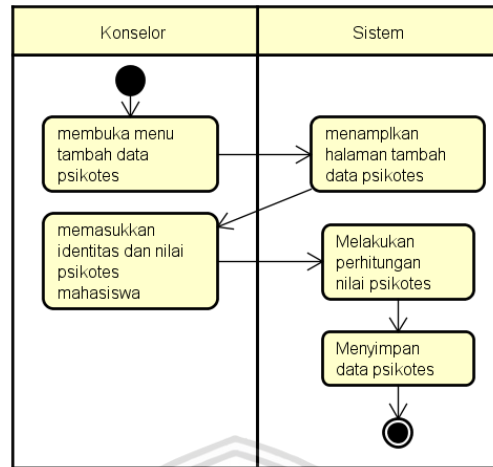 Konselor
Sistem
membuka menu
tambah data
psikotes
menamplkan
halaman tambah
data psikotes
memasukkan
identitas dan nilai
psikotes
mahasiswa
Melakukan
perhitungan
nilai psikotes
Menyimpan
data psikotes